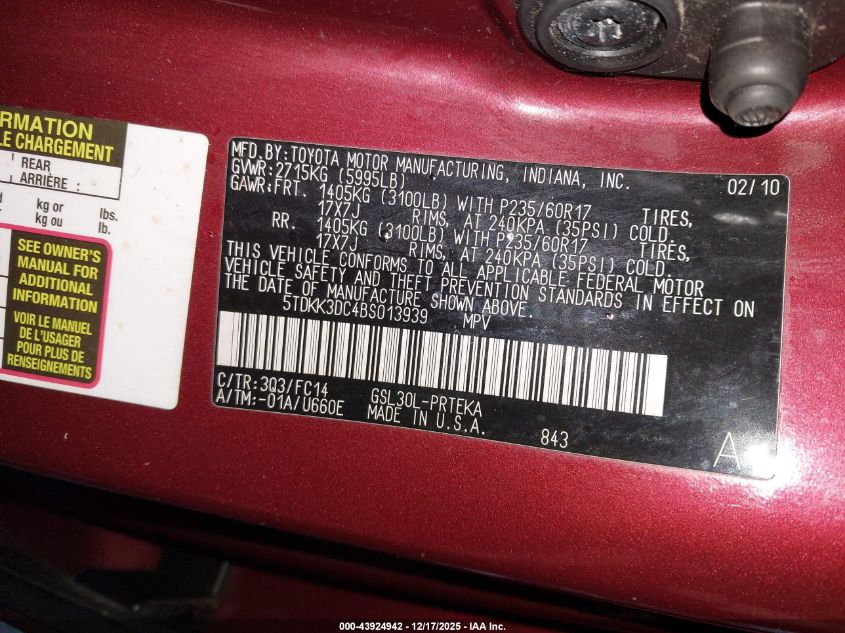 ORMATION
LE CHARGEMENT
REAR
ARRIÈRE :
kg or
kg ou
lbs.
lb.
SEE OWNER'S
MANUAL FOR
ADDITIONAL
INFORMATION
VOIR LE MANUEL
DE L'USAGER
POUR PLUS DE
RENSEIGNEMENTS
MFD. BY: TOYOTA MOTOR MANUFACTURING, INDIANA, INC. 02/10
GVWR: 2715KG (5995LB)
GAWR: FRT. 1405KG (3100LB) WITH P235/60R17 TIRES,
17X7J RIMS, AT 240KPA (35PSI) COLD.
RR. 1405KG (3100LB) WITH P235/60R17 TIRES,
17X7J RIMS, AT 240KPA (35PSI) COLD.
THIS VEHICLE CONFORMS TO ALL APPLICABLE FEDERAL MOTOR
VEHICLE SAFETY AND THEFT PREVENTION STANDARDS IN EFFECT ON
THE DATE OF MANUFACTURE SHOWN ABOVE.
5TDKK3DC4BS013939 MPV
C/TR: 3Q3/FC14 GSL30L-PRTEKA
A/TM: -01A/U660E MADE IN U.S.A.
843 A
000-43924942 - 12/17/2025 - IAA Inc.